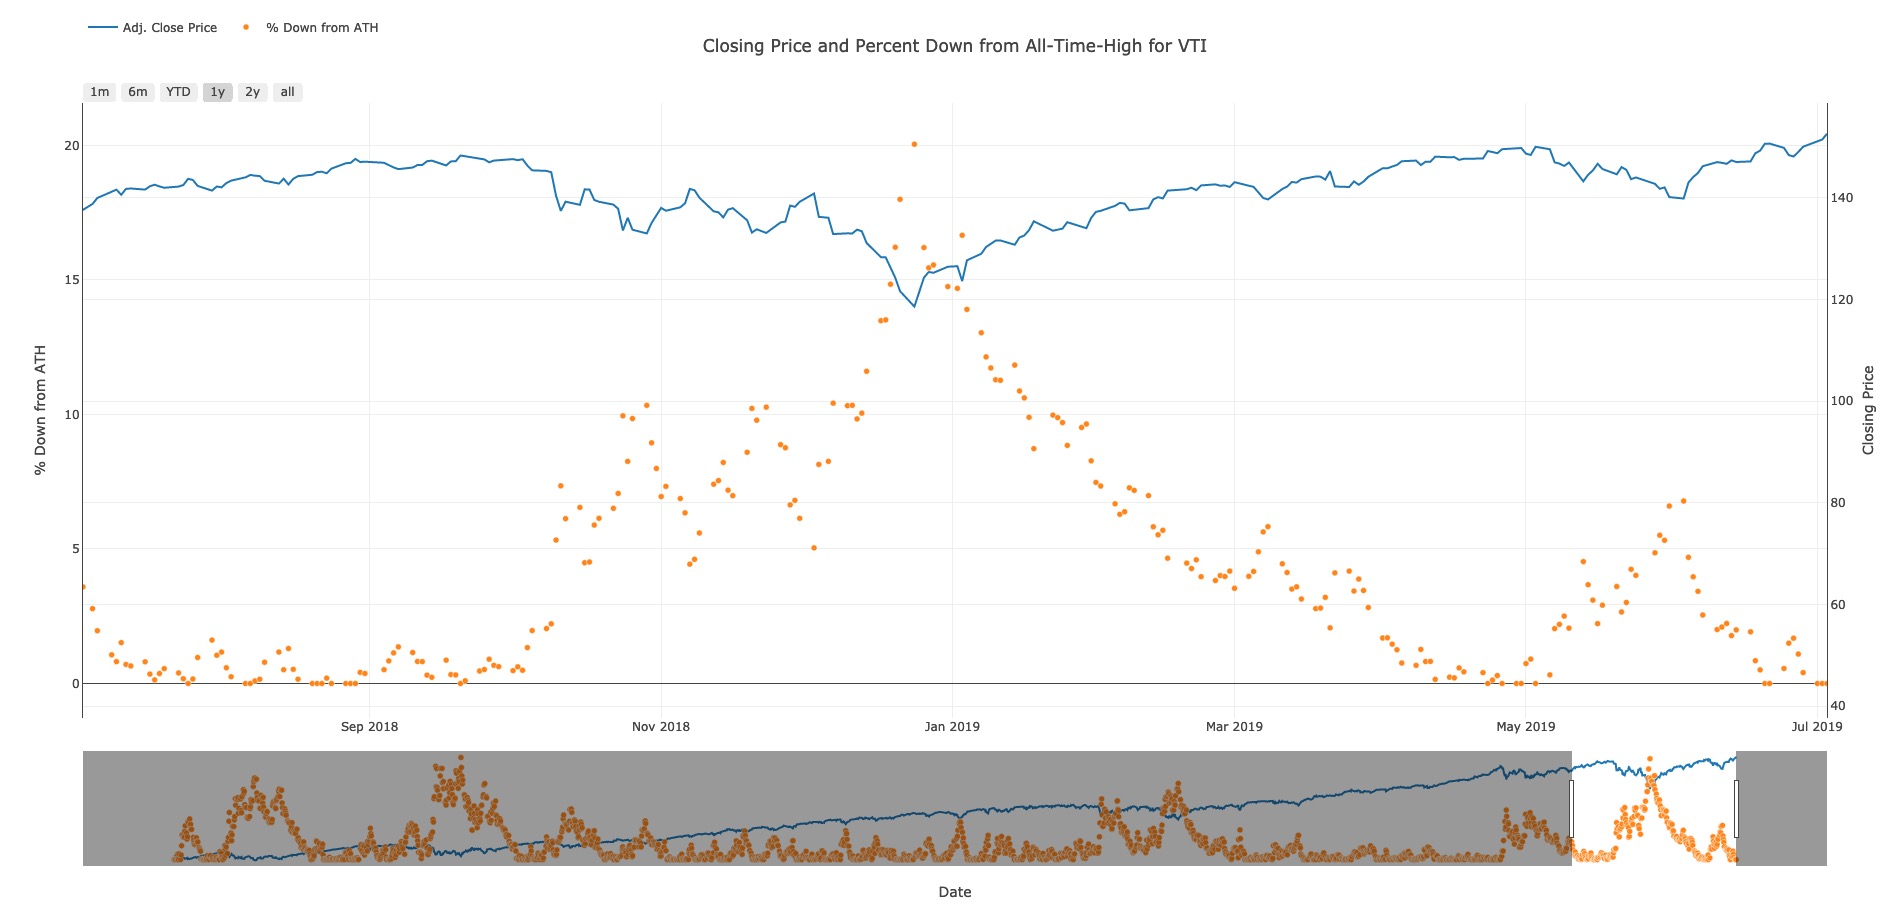 Adj. Close Price % Down from ATH
Closing Price and Percent Down from All-Time-High for VTI
1m 6m YTD 1y 2y all
20
15
10
5
0
% Down from ATH
140
120
100
80
60
40
Closing Price
Sep 2018 Nov 2018 Jan 2019 Mar 2019 May 2019 Jul 2019
Date